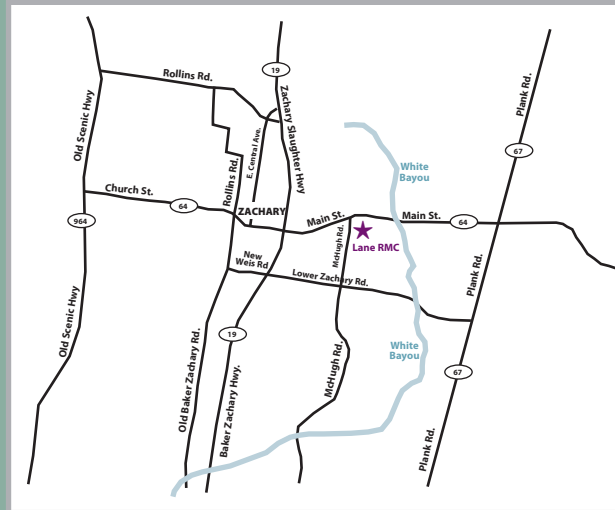 Old Scenic Hwy
Rollins Rd.
19
Zachary Slaughter Hwy
Plank Rd.
67
E. Central Ave.
Rollins Rd.
White
Bayou
Church St.
64
ZACHARY
Main St.
Main St.
64
964
McHugh Rd.
Lane RMC
New
Weis Rd
Lower Zachary Rd.
Plank Rd.
Old Scenic Hwy
19
Old Baker Zachary Rd.
Baker Zachary Hwy.
McHugh Rd.
White
Bayou
67
Plank Rd.